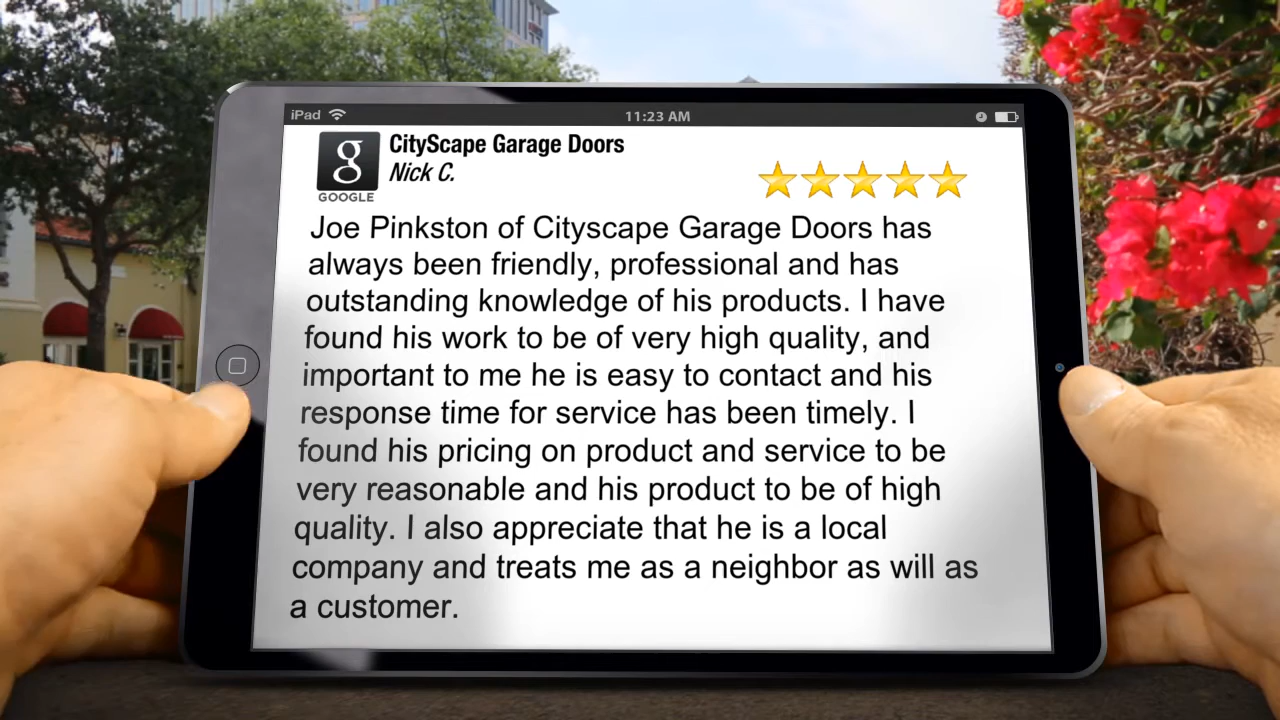 iPad 11:23 AM
g
GOOGLE
CityScape Garage Doors
Nick C.
Joe Pinkston of Cityscape Garage Doors has
always been friendly, professional and has
outstanding knowledge of his products. I have
found his work to be of very high quality, and
important to me he is easy to contact and his
response time for service has been timely. I
found his pricing on product and service to be
very reasonable and his product to be of high
quality. I also appreciate that he is a local
company and treats me as a neighbor as will as
a customer.